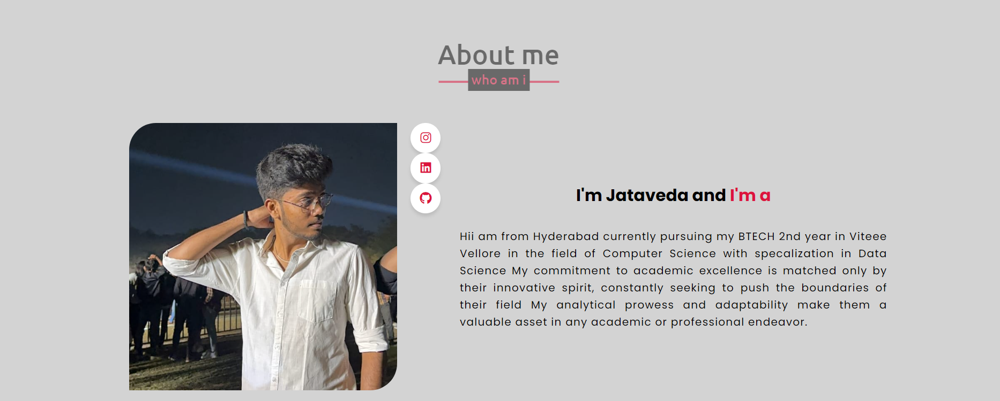 About me
who am i
I'm Jataveda and I'm a
Hii am from Hyderabad currently pursuing my BTECH 2nd year in Viteee
Vellore in the field of Computer Science with specalization in Data
Science My commitment to academic excellence is matched only by
their innovative spirit, constantly seeking to push the boundaries of
their field My analytical prowess and adaptability make them a
valuable asset in any academic or professional endeavor.